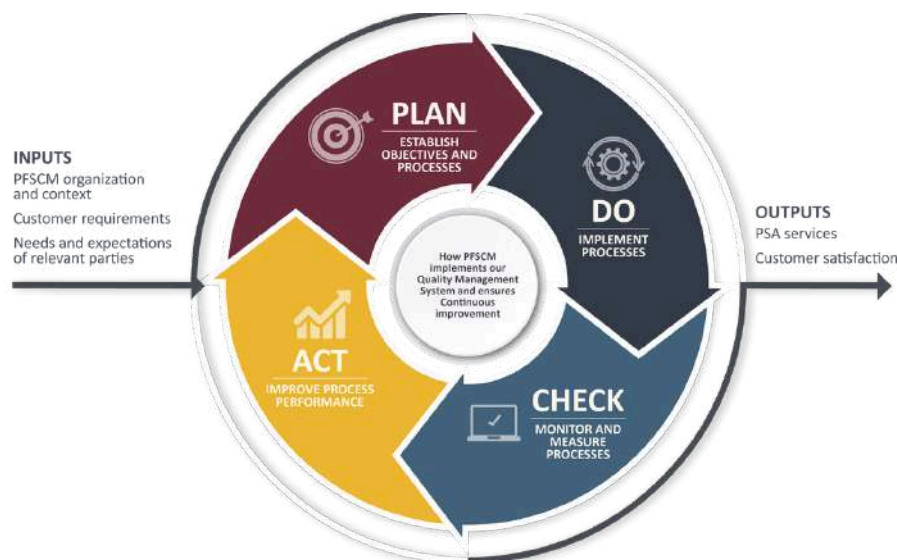 INPUTS
PFSCM organization
and context
Customer requirements
Needs and expectations
of relevant parties
PLAN
ESTABLISH
OBJECTIVES AND
PROCESSES
DO
IMPLEMENT
PROCESSES
CHECK
MONITOR AND
MEASURE
PROCESSES
ACT
IMPROVE PROCESS
PERFORMANCE
How PFSCM
implements our
Quality Management
System and ensures
Continuous
improvement
OUTPUTS
PSA services
Customer satisfaction